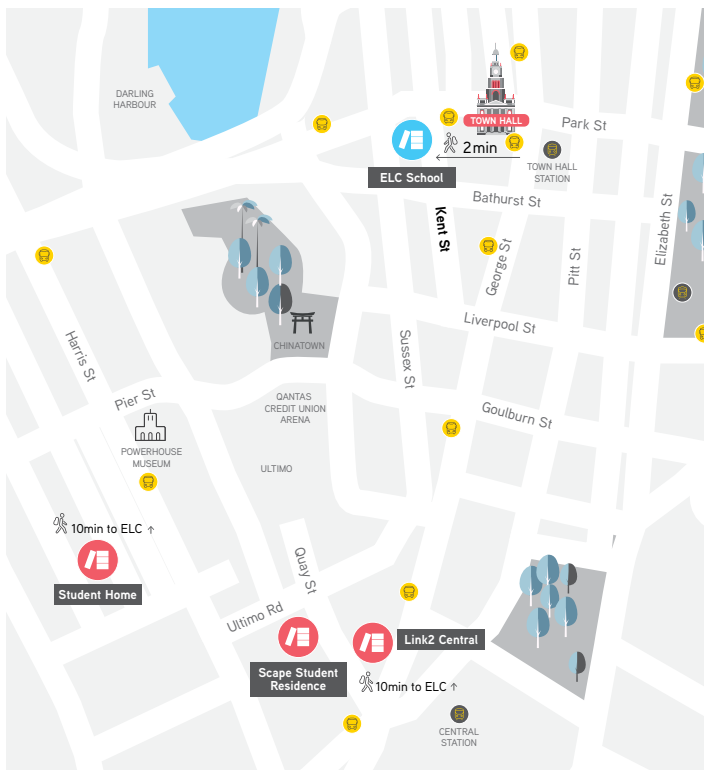 DARLING
HARBOUR
TOWN HALL
Park St
2min
TOWN HALL
STATION
ELC School
Bathurst St
Kent St
George St
Pitt St
Elizabeth St
Liverpool St
CHINATOWN
Harris St
Pier St
Sussex St
QANTAS
CREDIT UNION
ARENA
Goulburn St
POWERHOUSE
MUSEUM
ULTIMO
10min to ELC ↑
Student Home
Quay St
Ultimo Rd
Link2 Central
Scape Student
Residence
10min to ELC ↑
CENTRAL
STATION